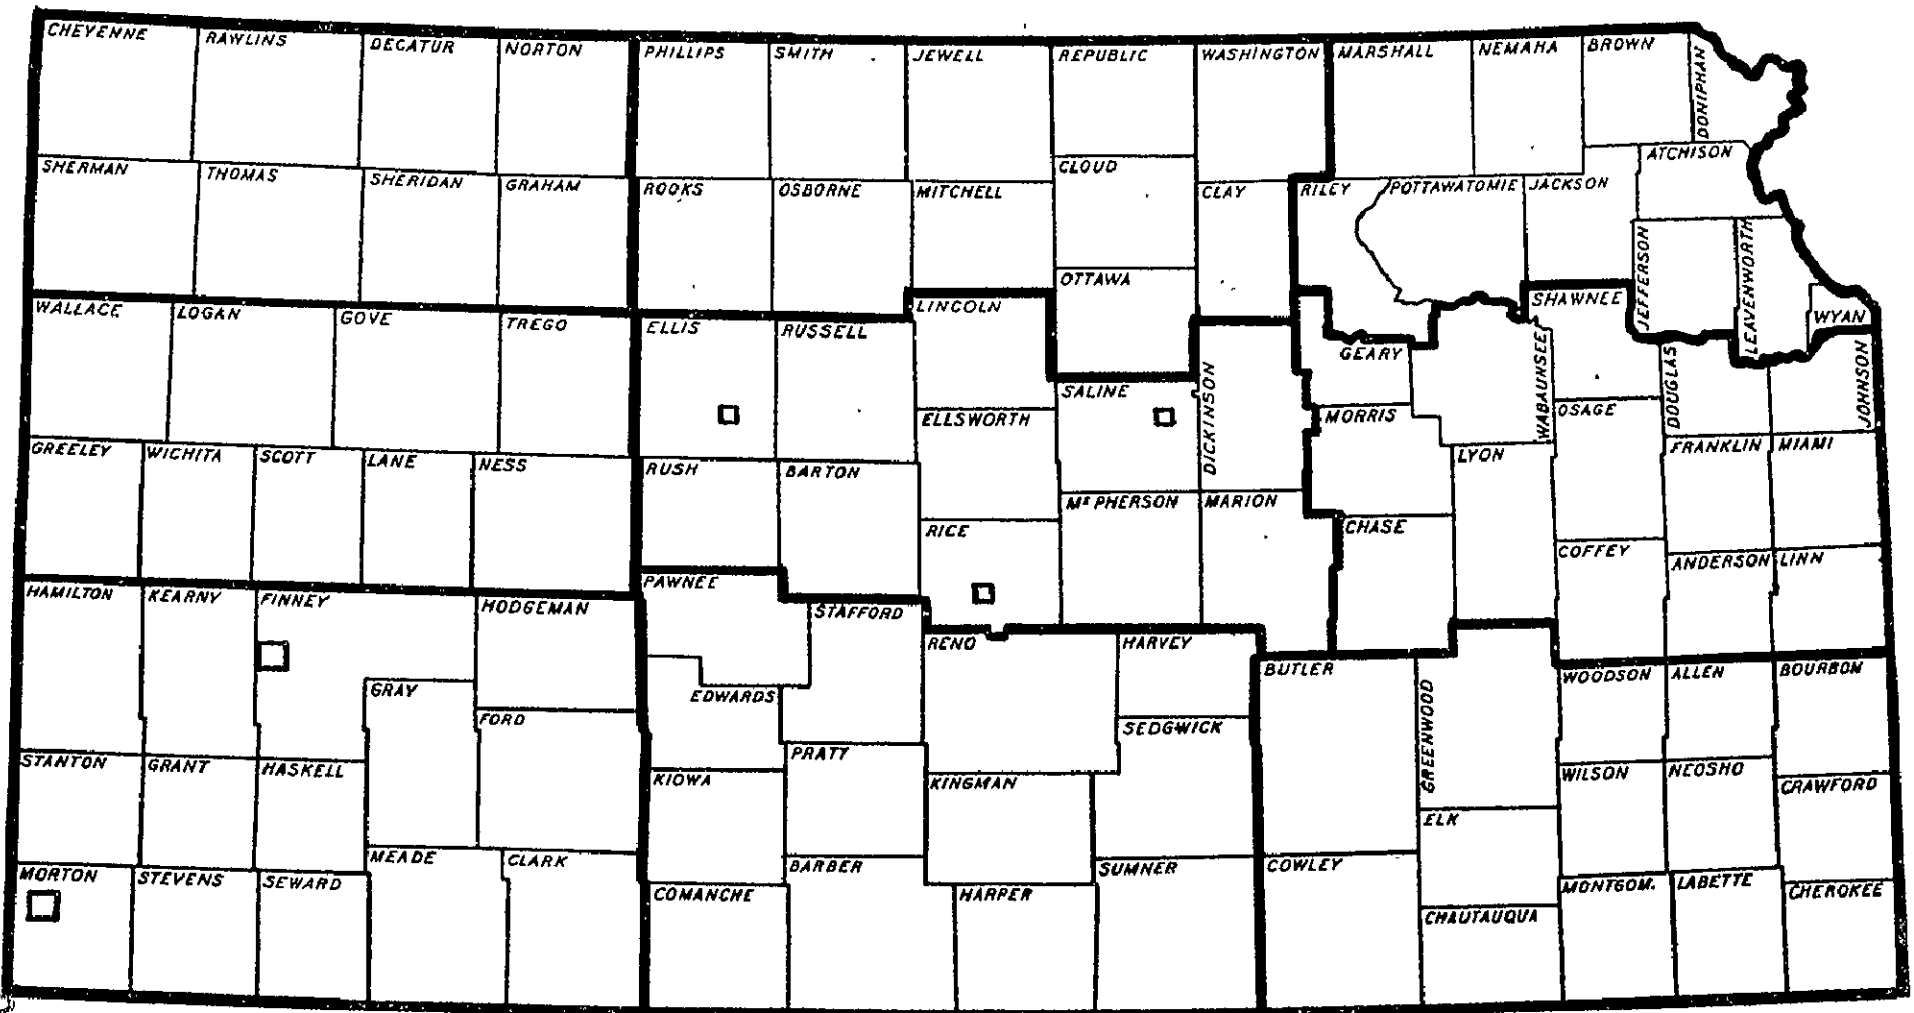 CHEYENNE
RAWLINS
DECATUR
NORTON
PHILLIPS
SMITH
JEWELL
REPUBLIC
WASHINGTON
MARSHALL
NEMAHA
BROWN
DONIPHAN
SHERMAN
THOMAS
SHERIDAN
GRAHAM
ROOKS
OSBORNE
MITCHELL
CLOUD
CLAY
RILEY
POTTAWATOMIE
JACKSON
ATCHISON
JEFFERSON
LEAVENWORTH
WYAN
WALLACE
LOGAN
GOVE
TREGO
ELLIS
RUSSELL
LINCOLN
OTTAWA
DICKINSON
GEARY
WABAUNSEE
SHAWNEE
DOUGLAS
JOHNSON
SALINE
ELLSWORTH
MORRIS
OSAGE
GREELEY
WICHITA
SCOTT
LANE
NESS
RUSH
BARTON
RICE
Mc PHERSON
MARION
CHASE
LYON
FRANKLIN
MIAMI
COFFEY
ANDERSON
LINN
HAMILTON
KEARNY
FINNEY
HODGEMAN
PAWNEE
STAFFORD
RENO
HARVEY
BUTLER
GREENWOOD
WOODSON
ALLEN
BOURBON
GRAY
FORD
EDWARDS
SEDGWICK
STANTON
GRANT
HASKELL
KIOWA
PRATT
KINGMAN
ELK
WILSON
NEOSHO
CRAWFORD
MORTON
STEVENS
SEWARD
MEADE
CLARK
COMANCHE
BARBER
HARPER
SUMNER
COWLEY
CHAUTAUQUA
MONTGOM.
LABETTE
CHEROKEE